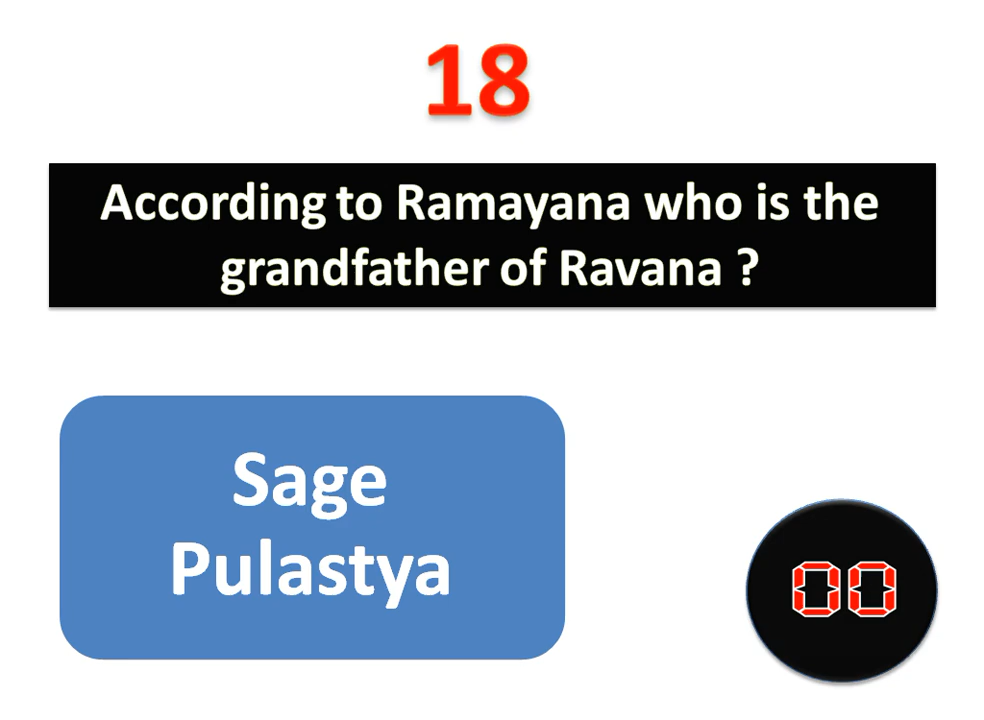 18
According to Ramayana who is the
grandfather of Ravana ?
Sage
Pulastya
00